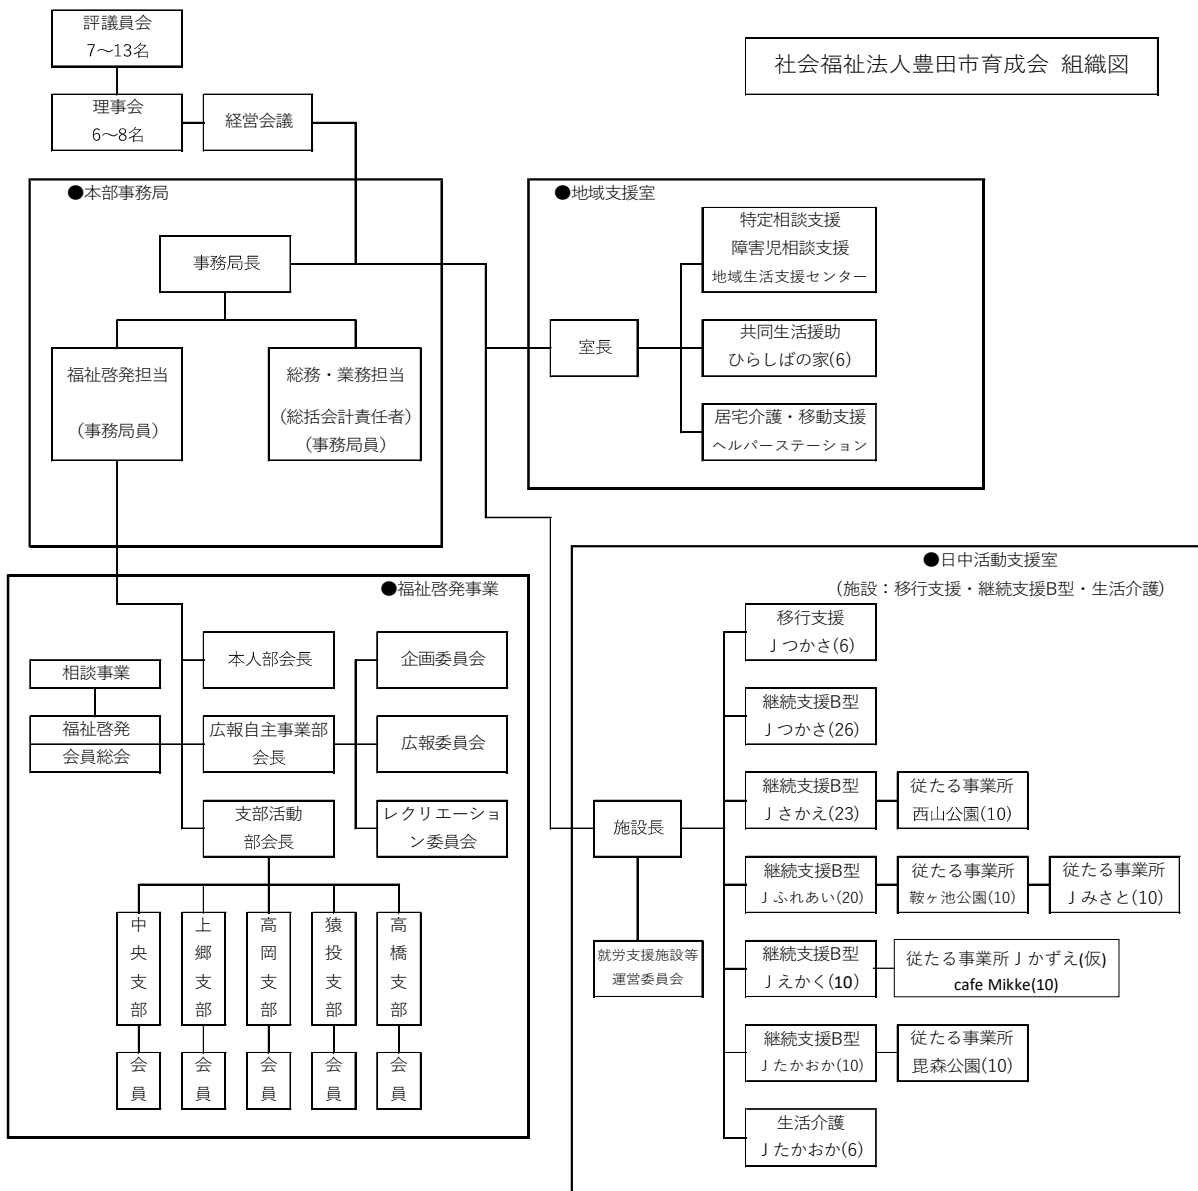 評議員会
7〜13名
社会福祉法人豊田市育成会 組織図
理事会
6〜8名
経営会議
●本部事務局
事務局長
福祉啓発担当
(事務局員)
総務・業務担当
(総括会計責任者)
(事務局員)
●地域支援室
室長
特定相談支援
障害児相談支援
地域生活支援センター
共同生活援助
ひらしばの家(6)
居宅介護・移動支援
ヘルパーステーション
●福祉啓発事業
相談事業
福祉啓発
会員総会
本人部会長
広報自主事業部
会長
支部活動
部会長
企画委員会
広報委員会
レクリエーショ
ン委員会
中央支部
上郷支部
高岡支部
猿投支部
高橋支部
会員
会員
会員
会員
会員
●日中活動支援室
(施設：移行支援・継続支援B型・生活介護)
施設長
就労支援施設等
運営委員会
移行支援
Jつかさ(6)
継続支援B型
Jつかさ(26)
継続支援B型
Jさかえ(23)
従たる事業所
西山公園(10)
継続支援B型
Jふれあい(20)
従たる事業所
鞍ヶ池公園(10)
従たる事業所
Jみさと(10)
継続支援B型
Jえかく(10)
従たる事業所Jかずえ(仮)
cafe Mikke(10)
継続支援B型
Jたかおか(10)
従たる事業所
毘森公園(10)
生活介護
Jたかおか(6)